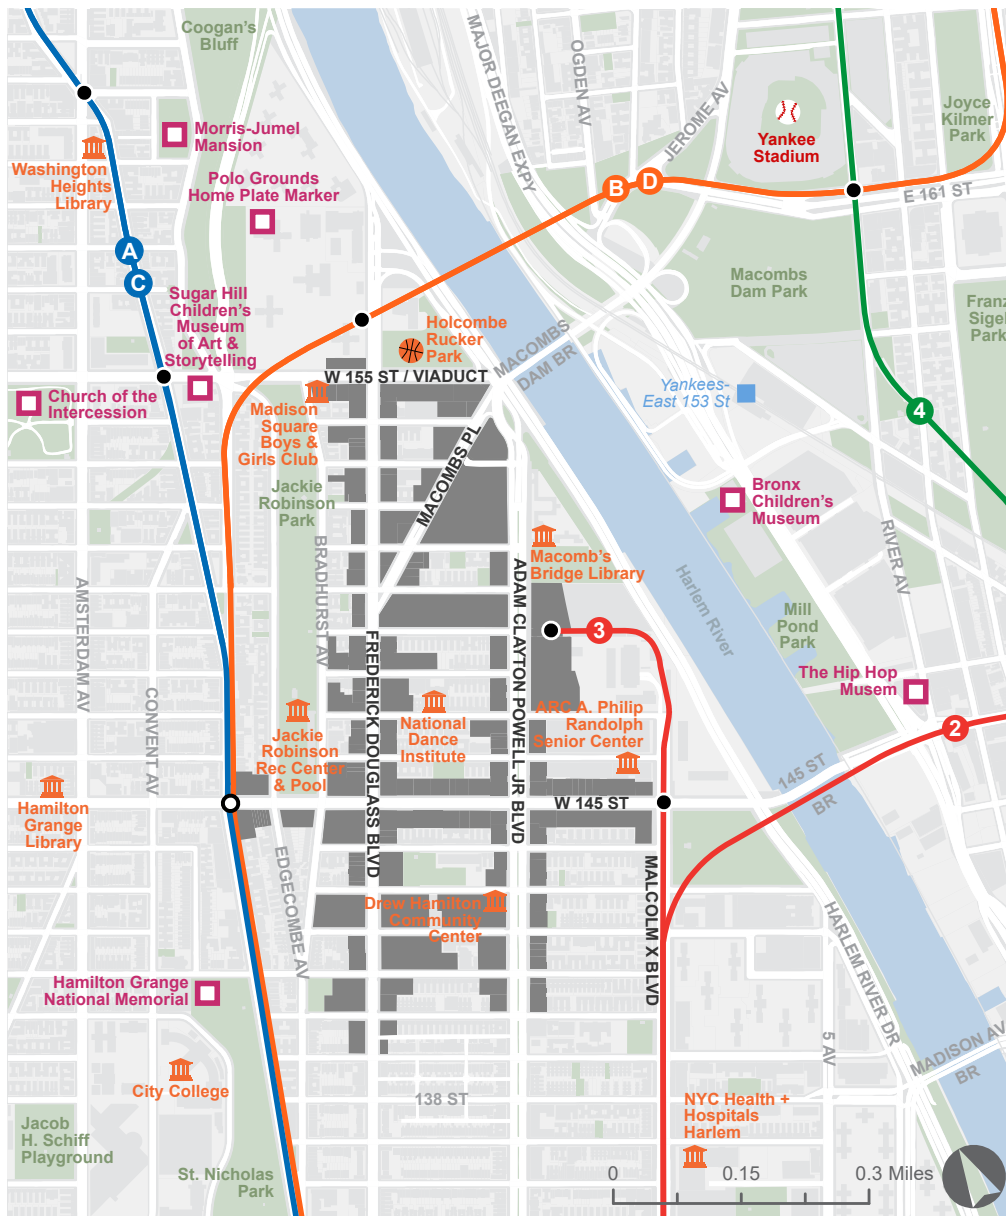 Coogan's
Bluff
MAJOR DEEGAN EXPY
OGDEN AV
JEROME AV
Yankee
Stadium
Joyce
Kilmer
Park
Morris-Jumel
Mansion
Washington
Heights
Library
Polo Grounds
Home Plate Marker
B
D
E 161 ST
A
C
Macombs
Dam Park
Franz
Sigel
Park
Sugar Hill
Children's
Museum
of Art &
Storytelling
Holcombe
Rucker
Park
MACOMBS
DAM BR
W 155 ST / VIADUCT
Yankees-
East 153 St
4
Church of the
Intercession
Madison
Square
Boys &
Girls Club
MACOMBS PL
Jackie
Robinson
Park
Bronx
Children's
Museum
BRADHURST AV
Macomb's
Bridge Library
ADAM CLAYTON POWELL JR BLVD
Harlem River
RIVER AV
AMSTERDAM AV
Mill
Pond
Park
3
FREDERICK DOUGLASS BLVD
The Hip Hop
Musem
CONVENT AV
National
Dance
Institute
ARC A. Philip
Randolph
Senior Center
2
Jackie
Robinson
Rec Center
& Pool
145 ST
BR
Hamilton
Grange
Library
W 145 ST
EDGECOMBE AV
MALCOLM X BLVD
Drew Hamilton
Community
Center
HARLEM RIVER DR
Hamilton Grange
National Memorial
5 AV
MADISON AV
BR
City College
138 ST
NYC Health +
Hospitals
Harlem
Jacob
H. Schiff
Playground
St. Nicholas
Park
0 0.15 0.3 Miles